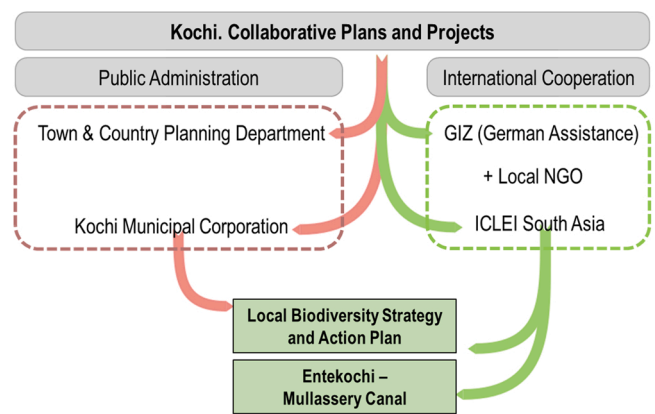 Kochi. Collaborative Plans and Projects
Public Administration
International Cooperation
Town & Country Planning Department
GIZ (German Assistance)
+ Local NGO
Kochi Municipal Corporation
ICLEI South Asia
Local Biodiversity Strategy
and Action Plan
Entekochi –
Mullassery Canal